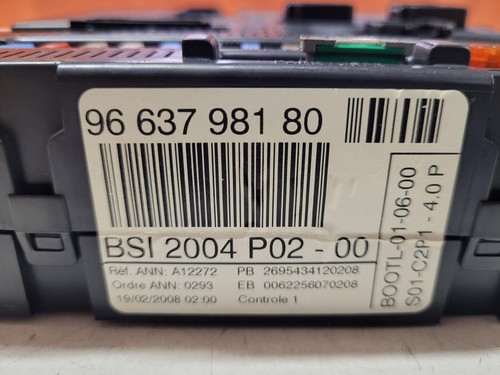 96 637 981 80
BSI 2004 P02 - 00
Réf. ANN: A12272 PB 2695434120208
Ordre ANN: 0293 EB 0062256070208
19/02/2008 02:00 Controle 1
BOOTL-01-06-00
S01-C2P1 - 4.0 P